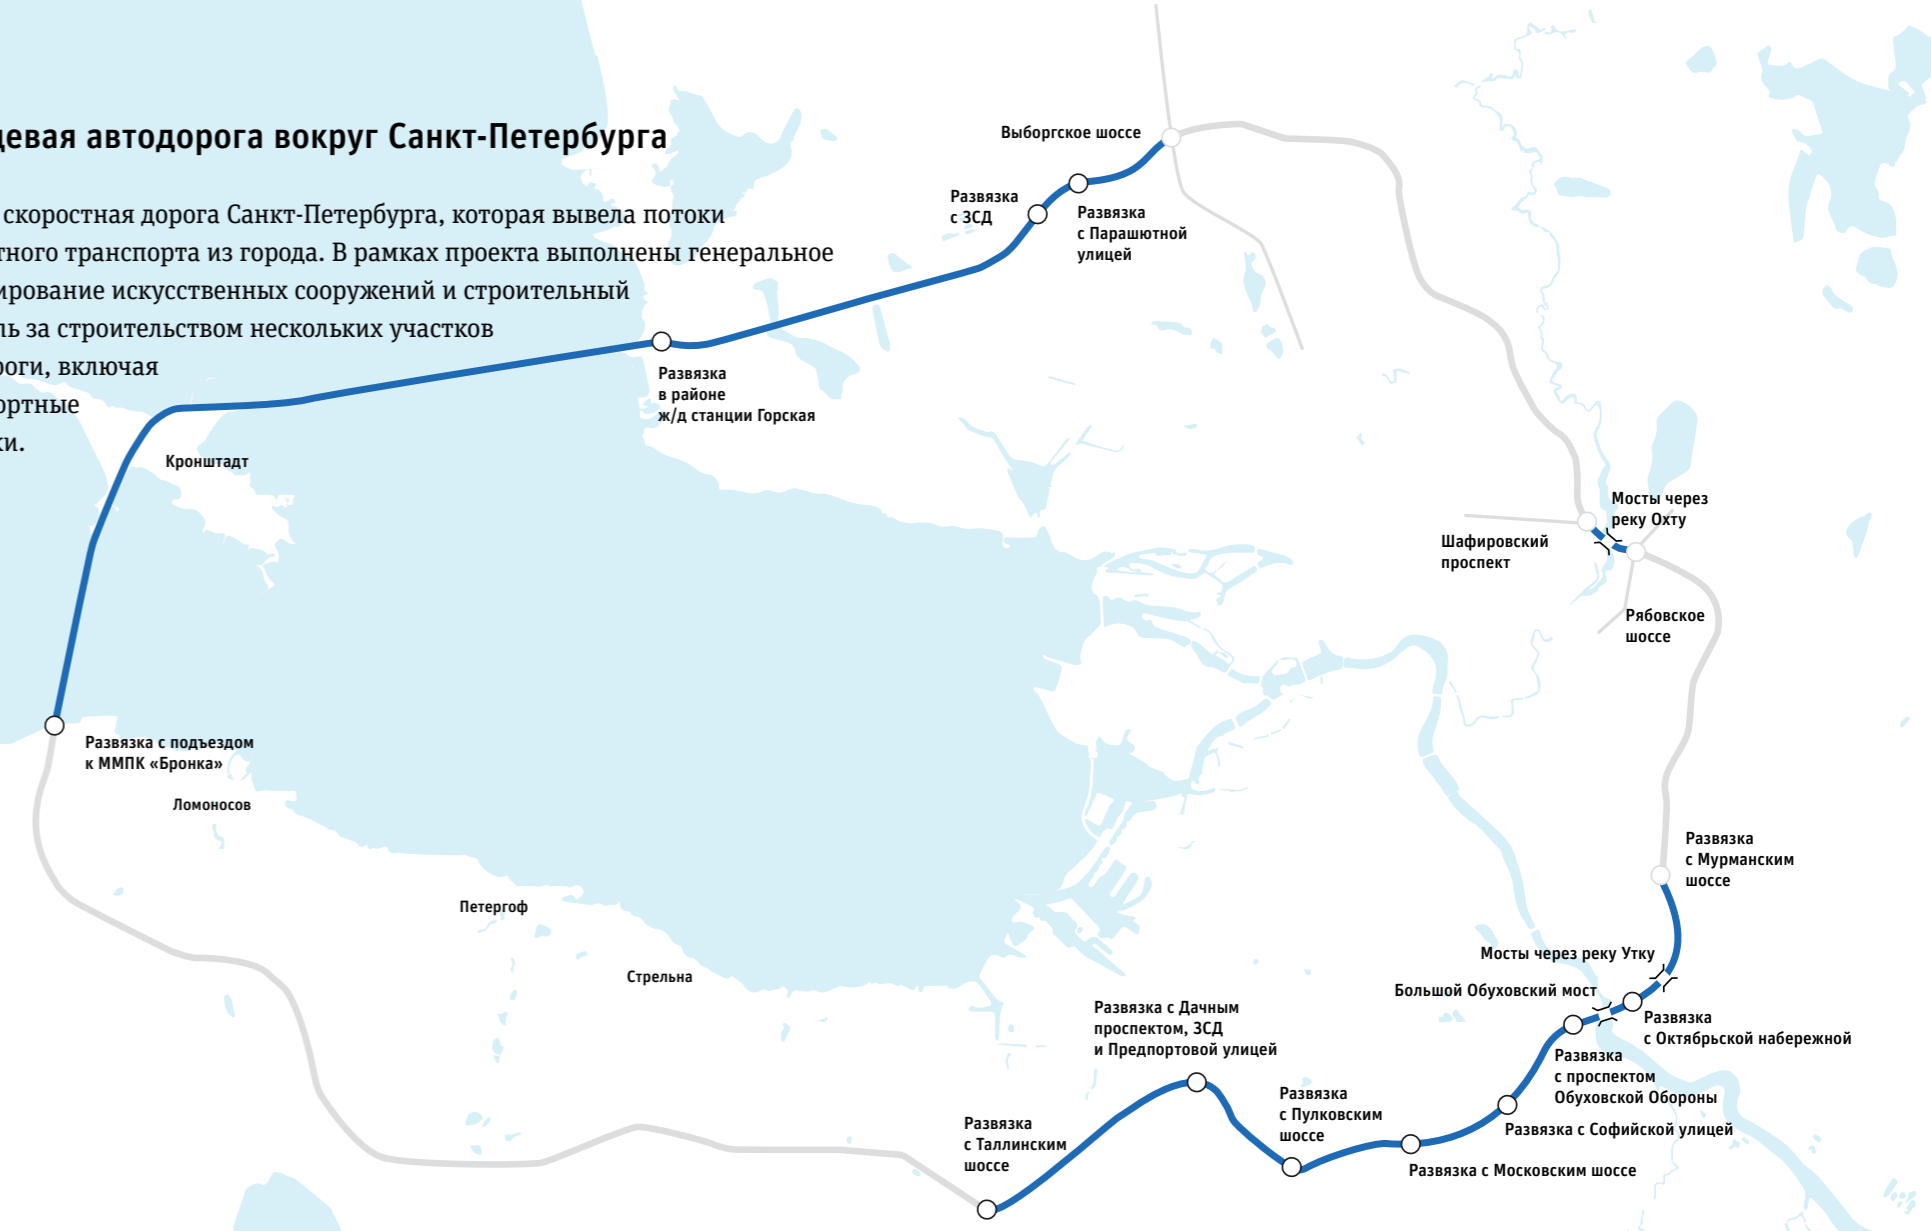 девая автодорога вокруг Санкт-Петербурга
скоростная дорога Санкт-Петербурга, которая вывела потоки
тного транспорта из города. В рамках проекта выполнены генеральное
ирование искусственных сооружений и строительный
ль за строительством нескольких участков
роги, включая
ортные
ки.
Выборгское шоссе
Развязка
с ЗСД
Развязка
с Парашютной
улицей
Развязка
в районе
ж/д станции Горская
Кронштадт
Мосты через
реку Охту
Шафировский
проспект
Рябовское
шоссе
Развязка с подъездом
к ММПК «Бронка»
Ломоносов
Развязка
с Мурманским
шоссе
Петергоф
Стрельна
Мосты через реку Утку
Большой Обуховский мост
Развязка
с Октябрьской набережной
Развязка с Дачным
проспектом, ЗСД
и Предпортовой улицей
Развязка
с проспектом
Обуховской Обороны
Развязка
с Пулковским
шоссе
Развязка
с Таллинским
шоссе
Развязка с Софийской улицей
Развязка с Московским шоссе